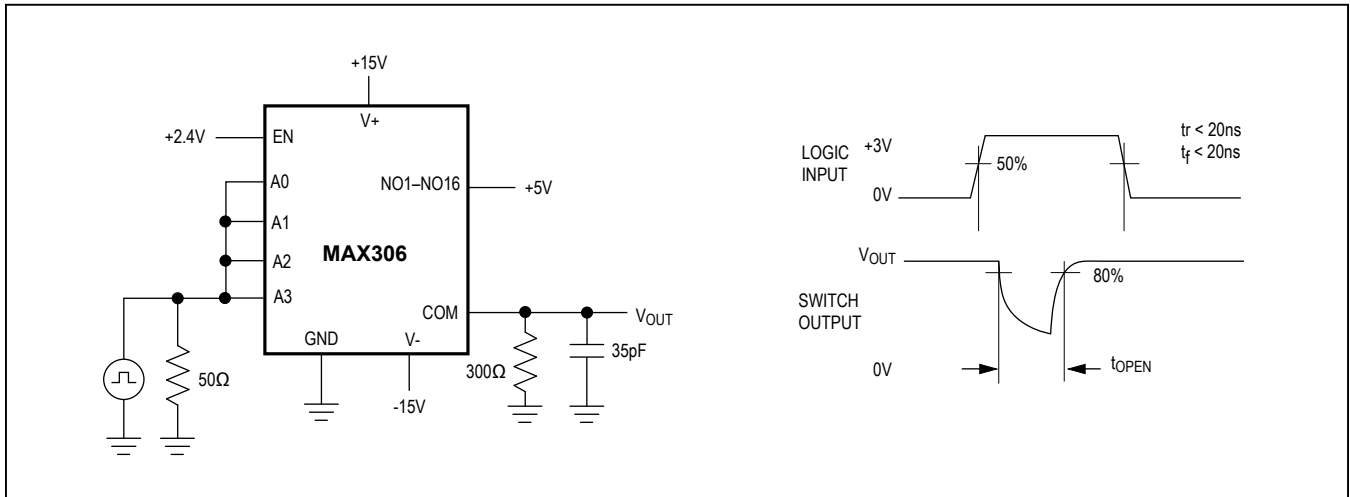 +15V
V+
+2.4V
EN
A0
NO1–NO16
+5V
A1
MAX306
A2
A3
COM
VOUT
GND
V-
50Ω
300Ω
35pF
-15V
LOGIC
INPUT
+3V
50%
0V
tr < 20ns
tf < 20ns
VOUT
80%
SWITCH
OUTPUT
0V
tOPEN